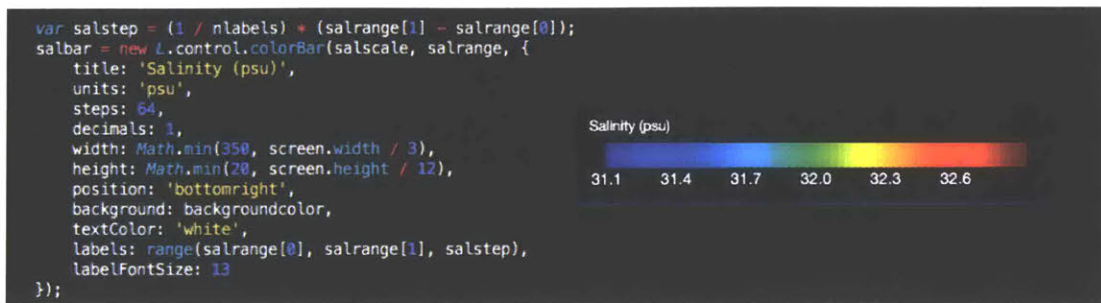 var salstep = (1 / nlabels) * (salrange[1] - salrange[0]);
salbar = new L.control.colorBar(salscale, salrange, {
    title: 'Salinity (psu)',
    units: 'psu',
    steps: 64,
    decimals: 1,
    width: Math.min(350, screen.width / 3),
    height: Math.min(20, screen.height / 12),
    position: 'bottomright',
    background: backgroundcolor,
    textColor: 'white',
    labels: range(salrange[0], salrange[1], salstep),
    labelFontSize: 13
});
Salinity (psu)
31.1 31.4 31.7 32.0 32.3 32.6